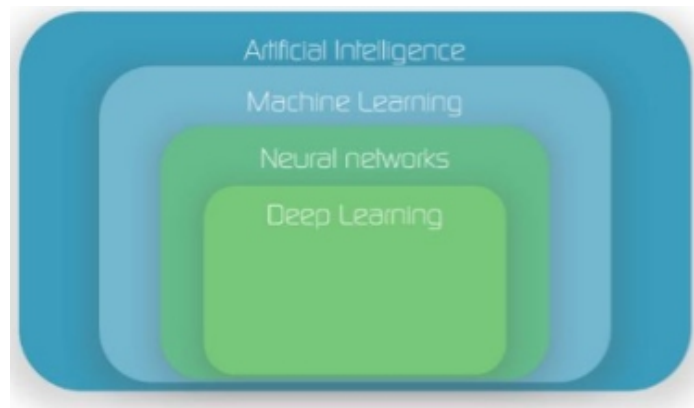 Artificial Intelligence
Machine Learning
Neural networks
Deep Learning